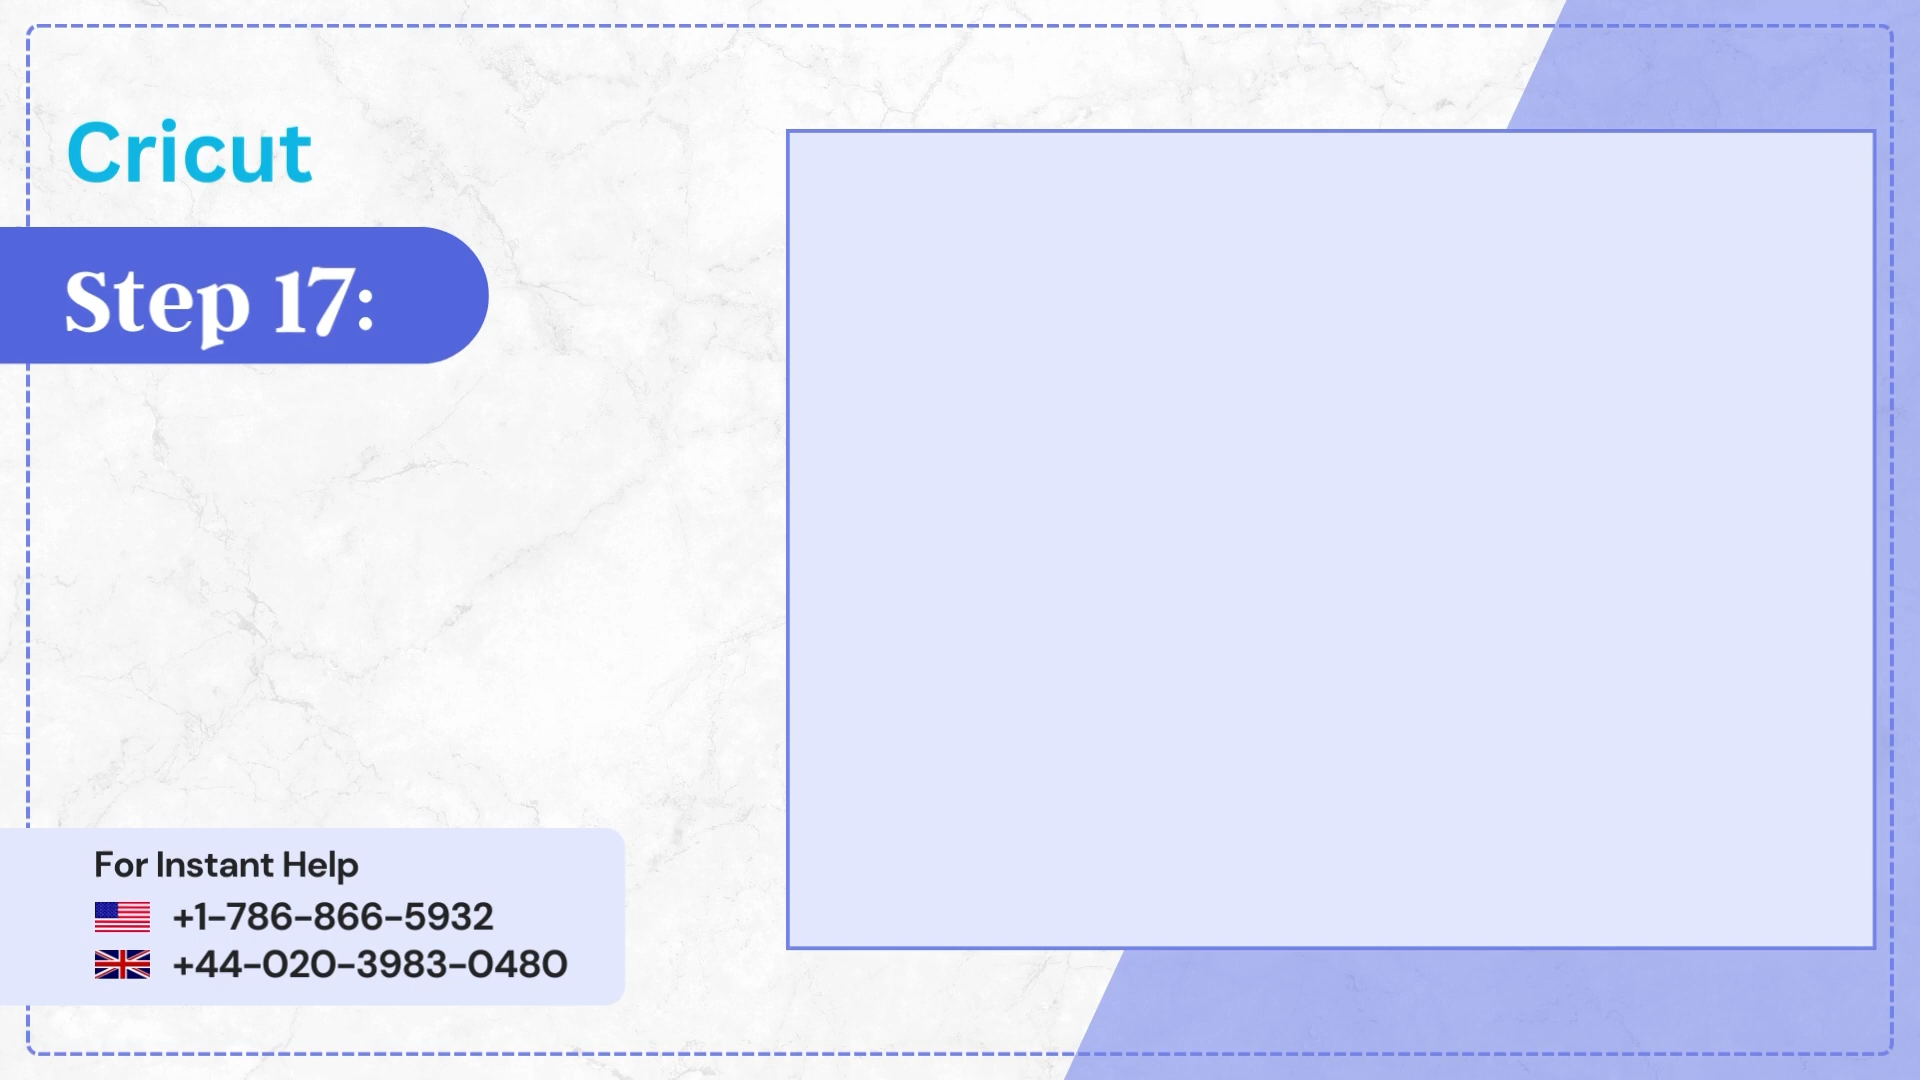 Cricut
Step 17:
For Instant Help
+1-786-866-5932
+44-020-3983-0480